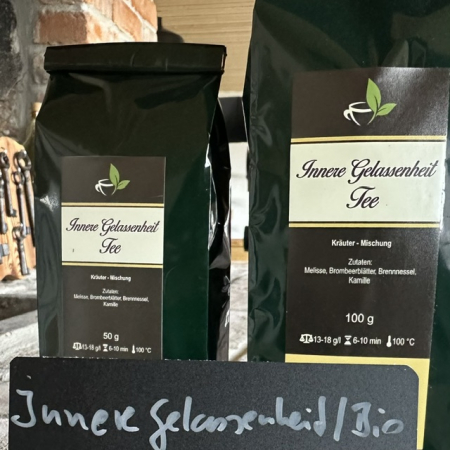 Innere Gelassenheit
Tee
Kräuter - Mischung
Zutaten:
Melisse, Brombeerblätter, Brennnessel,
Kamille
50 g
13-18 g/l 6-10 min 100 °C
Innere Gelassenheit
Tee
Kräuter - Mischung
Zutaten:
Melisse, Brombeerblätter, Brennnessel,
Kamille
100 g
13-18 g/l 6-10 min 100 °C
Innere Gelassenheid/Bio